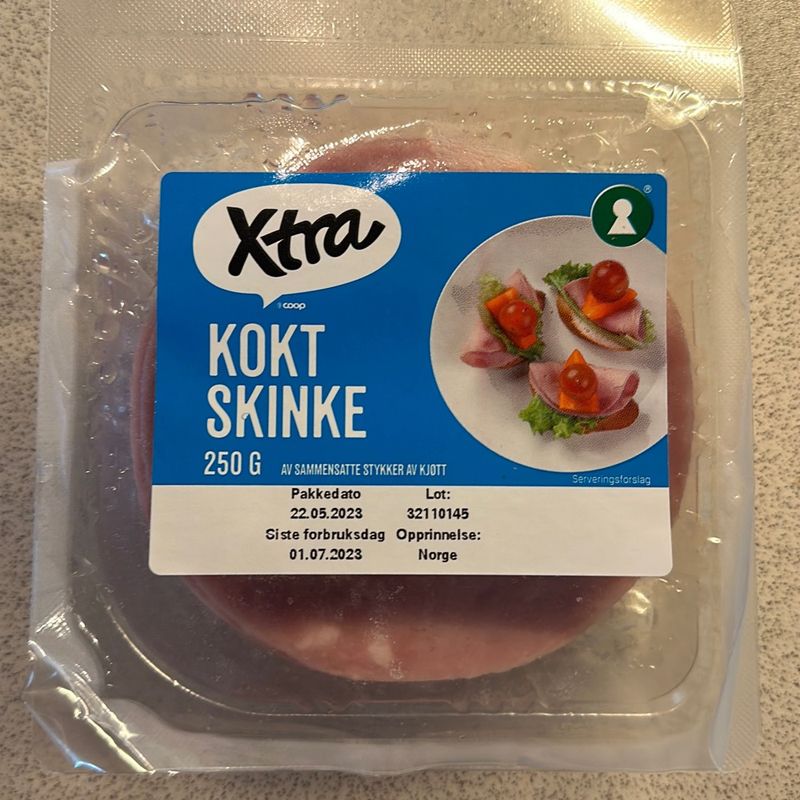 X-tra
coop
®
KOKT
SKINKE
250 G AV SAMMENSATTE STYKKER AV KJØTT
Serveringsforslag
Pakkedato Lot:
22.05.2023 32110145
Siste forbruksdag Opprinnelse:
01.07.2023 Norge